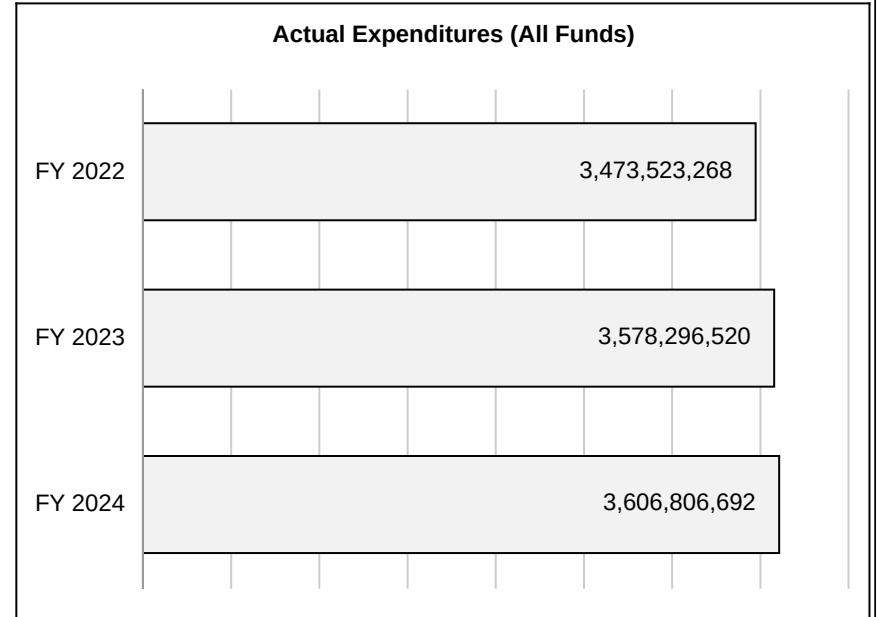 Actual Expenditures (All Funds)
FY 2022
3,473,523,268
FY 2023
3,578,296,520
FY 2024
3,606,806,692